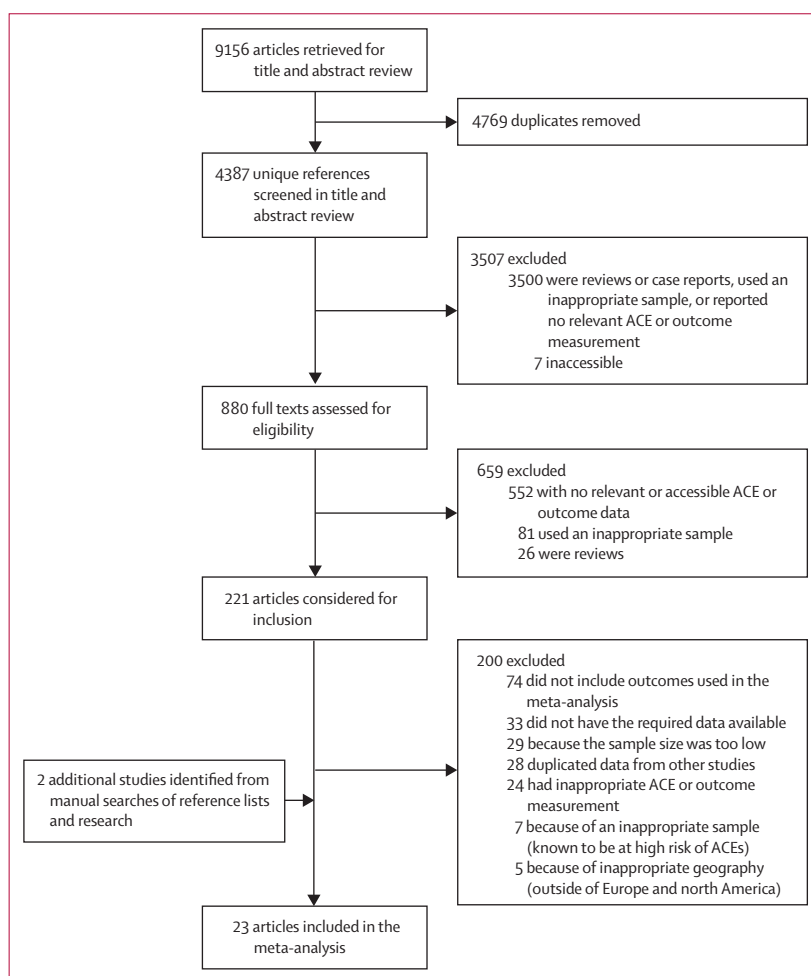 9156 articles retrieved for
title and abstract review
4769 duplicates removed
4387 unique references
screened in title and
abstract review
3507 excluded
3500 were reviews or case reports, used an
inappropriate sample, or reported
no relevant ACE or outcome
measurement
7 inaccessible
880 full texts assessed for
eligibility
659 excluded
552 with no relevant or accessible ACE or
outcome data
81 used an inappropriate sample
26 were reviews
221 articles considered for
inclusion
200 excluded
74 did not include outcomes used in the
meta-analysis
33 did not have the required data available
29 because the sample size was too low
28 duplicated data from other studies
24 had inappropriate ACE or outcome
measurement
7 because of an inappropriate sample
(known to be at high risk of ACEs)
5 because of inappropriate geography
(outside of Europe and north America)
2 additional studies identified from
manual searches of reference lists
and research
23 articles included in the
meta-analysis